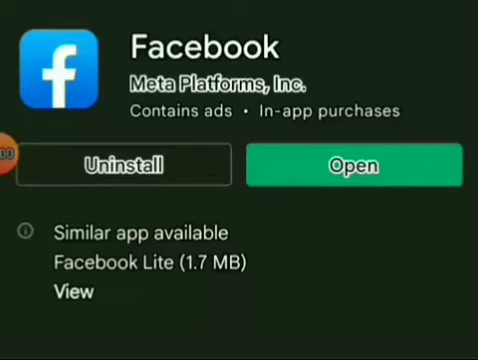 Facebook
Meta Platforms, Inc.
Contains ads • In-app purchases
00
Uninstall
Open
Similar app available
Facebook Lite (1.7 MB)
View